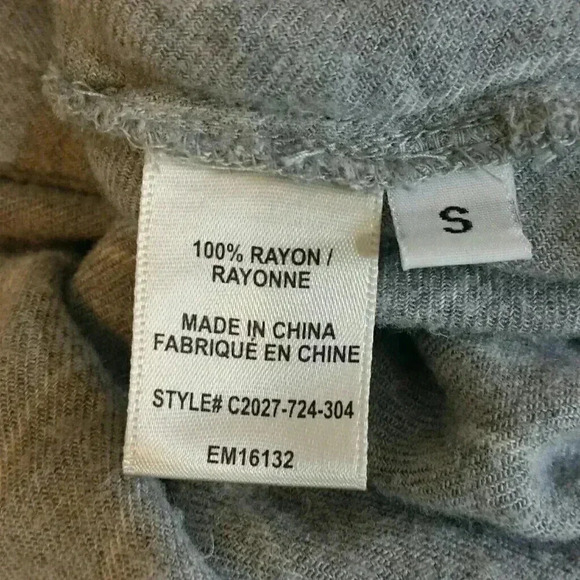 100% RAYON /
RAYONNE
MADE IN CHINA
FABRIQUÉ EN CHINE
STYLE# C2027-724-304
EM16132
S